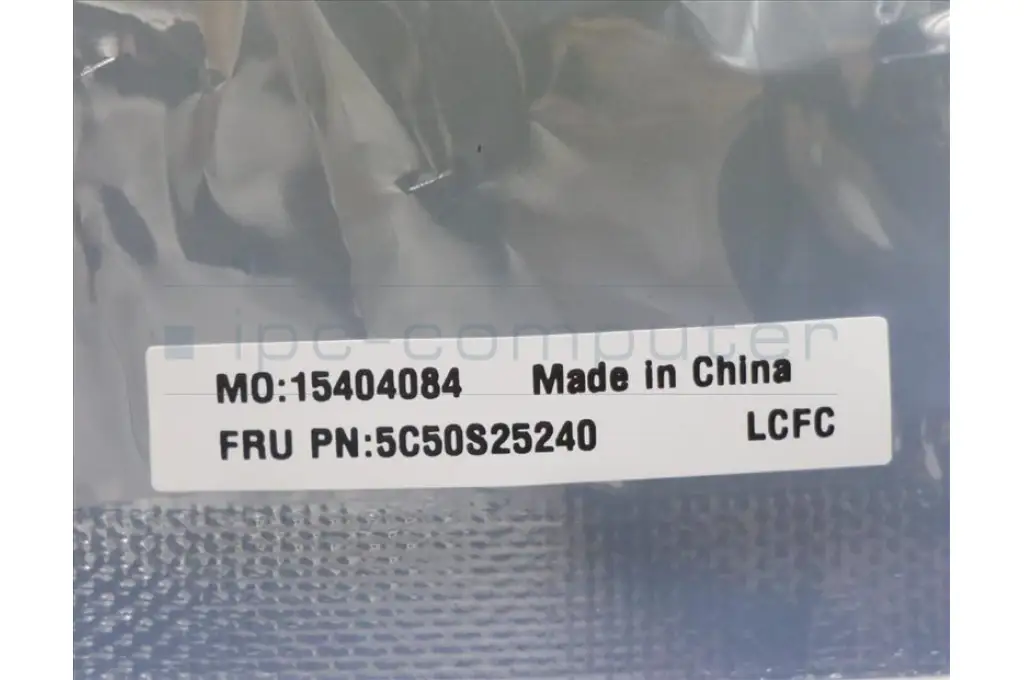 ipc-computer
MO:15404084 Made in China
FRU PN:5C50S25240 LCFC